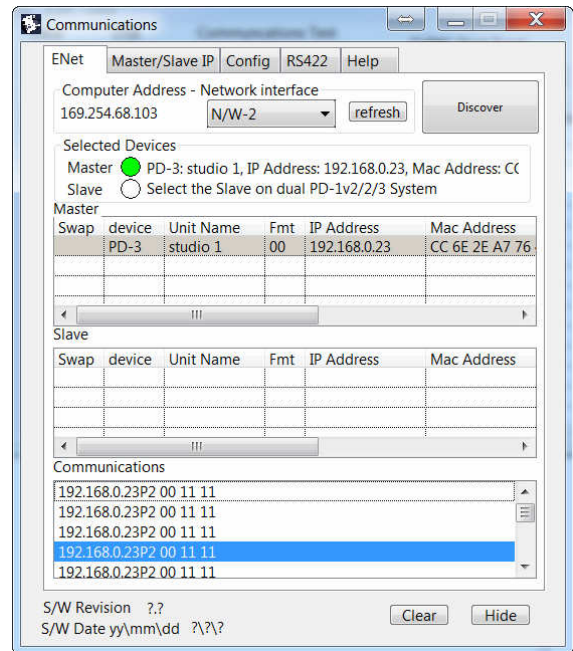 Communications
ENet Master/Slave IP Config RS422 Help
Computer Address - Network interface
169.254.68.103 N/W-2 refresh Discover
Selected Devices
Master PD-3: studio 1, IP Address: 192.168.0.23, Mac Address: CC
Slave Select the Slave on dual PD-1v2/2/3 System
Master
Swap device Unit Name Fmt IP Address Mac Address
PD-3 studio 1 00 192.168.0.23 CC 6E 2E A7 76
Slave
Swap device Unit Name Fmt IP Address Mac Address
Communications
192.168.0.23P2 00 11 11
192.168.0.23P2 00 11 11
192.168.0.23P2 00 11 11
192.168.0.23P2 00 11 11
192.168.0.23P2 00 11 11
S/W Revision ?.? Clear Hide
S/W Date yy\mm\dd ?\?\?